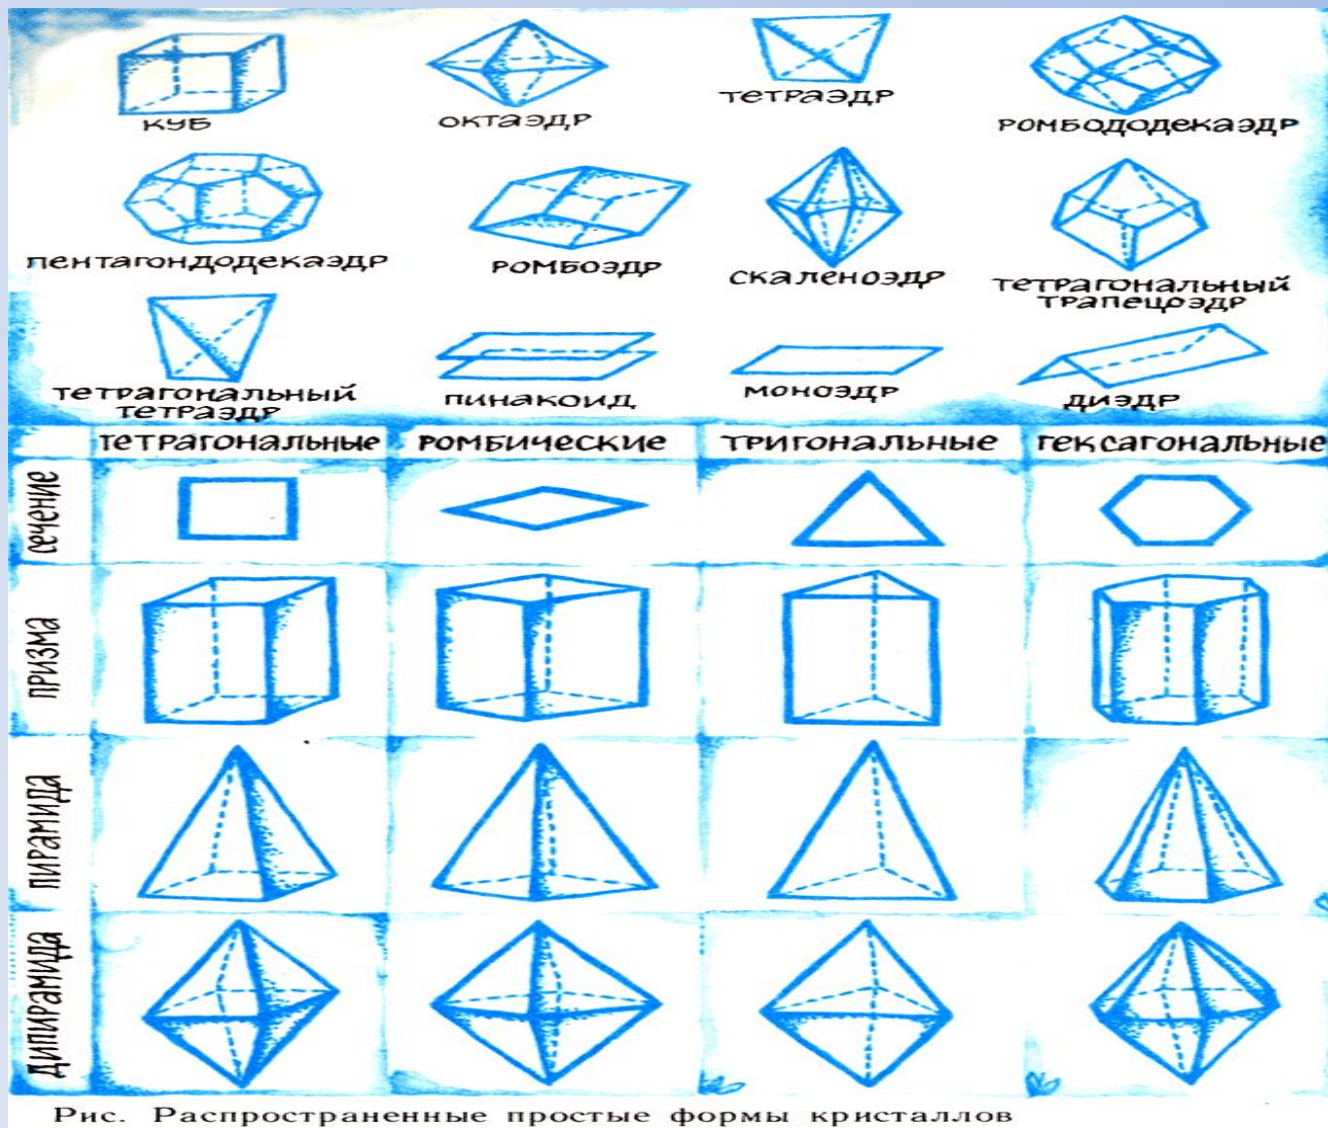 КУБ
ОКТАЭДР
ТЕТРАЭДР
РОМБОДОДЕКАЭДР
ПЕНТАГОНДОДЕКАЭДР
РОМБОЭДР
СКАЛЕНОЭДР
ТЕТРАГОНАЛЬНЫЙ
ТРАПЕЦОЭДР
ТЕТРАГОНАЛЬНЫЙ
ТЕТРАЭДР
ПИНАКОИД
МОНОЭДР
ДИЭДР
ТЕТРАГОНАЛЬНЫЕ
РОМБИЧЕСКИЕ
ТРИГОНАЛЬНЫЕ
ГЕКСАГОНАЛЬНЫЕ
СЕЧЕНИЕ
ПРИЗМА
ПИРАМИДА
ДИПИРАМИДА
Рис. Распространенные простые формы кристаллов